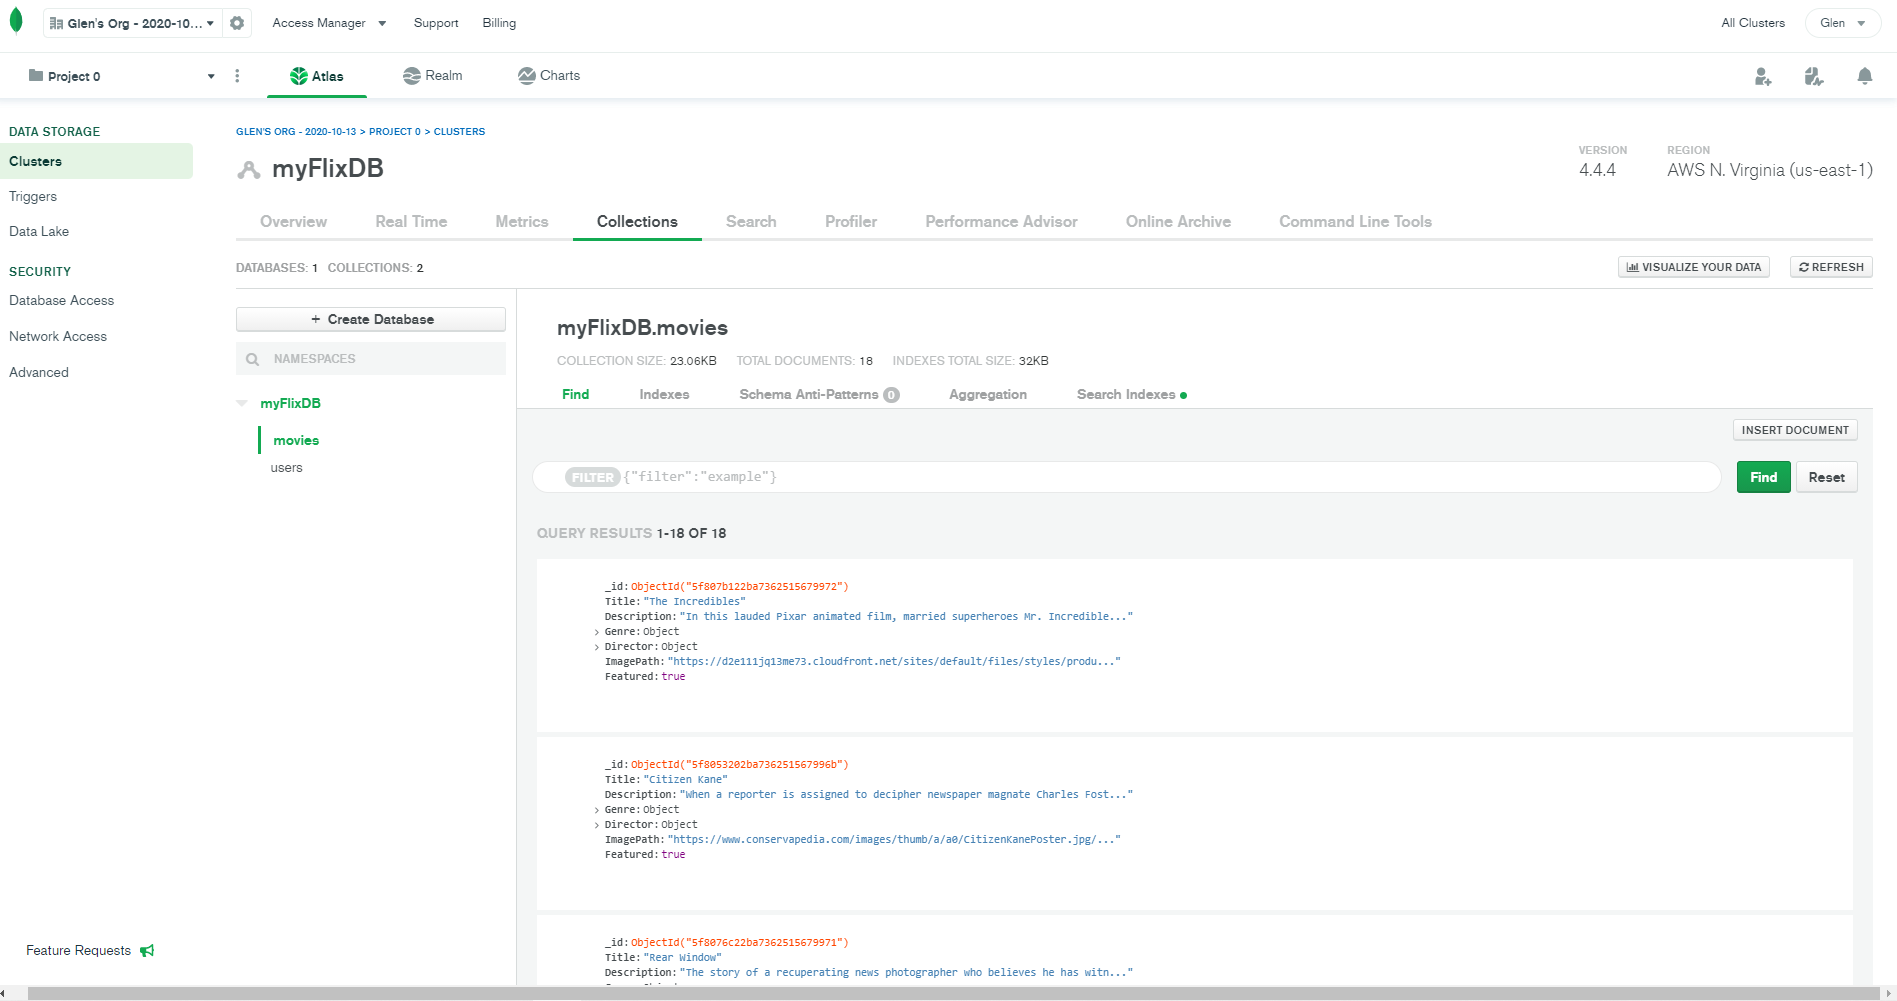 Glen's Org - 2020-10...
Access Manager
Support
Billing
All Clusters
Glen
Project 0
Atlas
Realm
Charts
DATA STORAGE
Clusters
Triggers
Data Lake
SECURITY
Database Access
Network Access
Advanced
Feature Requests
GLEN'S ORG - 2020-10-13 > PROJECT 0 > CLUSTERS
myFlixDB
VERSION
4.4.4
REGION
AWS N. Virginia (us-east-1)
Overview
Real Time
Metrics
Collections
Search
Profiler
Performance Advisor
Online Archive
Command Line Tools
DATABASES: 1 COLLECTIONS: 2
VISUALIZE YOUR DATA
REFRESH
+ Create Database
NAMESPACES
myFlixDB
movies
users
myFlixDB.movies
COLLECTION SIZE: 23.06KB TOTAL DOCUMENTS: 18 INDEXES TOTAL SIZE: 32KB
Find
Indexes
Schema Anti-Patterns 0
Aggregation
Search Indexes
INSERT DOCUMENT
FILTER {"filter":"example"}
Find
Reset
QUERY RESULTS 1-18 OF 18
_id: ObjectId("5f807b122ba7362515679972")
Title: "The Incredibles"
Description: "In this lauded Pixar animated film, married superheroes Mr. Incredible..."
> Genre: Object
> Director: Object
ImagePath: "https://d2e111jq13me73.cloudfront.net/sites/default/files/styles/produ..."
Featured: true
_id: ObjectId("5f8053202ba736251567996b")
Title: "Citizen Kane"
Description: "When a reporter is assigned to decipher newspaper magnate Charles Fost..."
> Genre: Object
> Director: Object
ImagePath: "https://www.conservapedia.com/images/thumb/a/a0/CitizenKanePoster.jpg/..."
Featured: true
_id: ObjectId("5f8076c22ba7362515679971")
Title: "Rear Window"
Description: "The story of a recuperating news photographer who believes he has witn..."